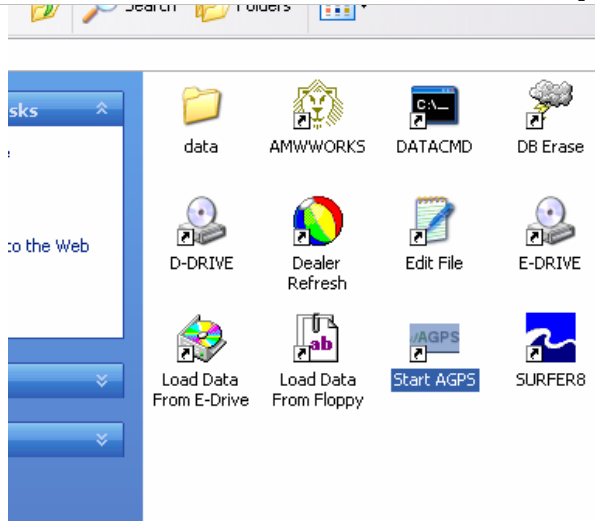 Search Folders
sks
to the Web
data
AMWWORKS
C:\_
DATACMD
DB Erase
D-DRIVE
Dealer
Refresh
Edit File
E-DRIVE
Load Data
From E-Drive
ab
Load Data
From Floppy
AGPS
Start AGPS
SURFER8